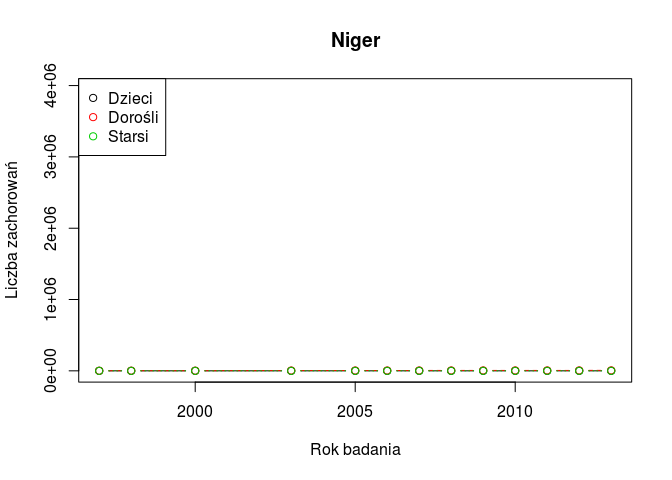 Niger
Dzieci
Dorośli
Starsi
Liczba zachorowań
4e+06
3e+06
2e+06
1e+06
0e+00
2000 2005 2010
Rok badania